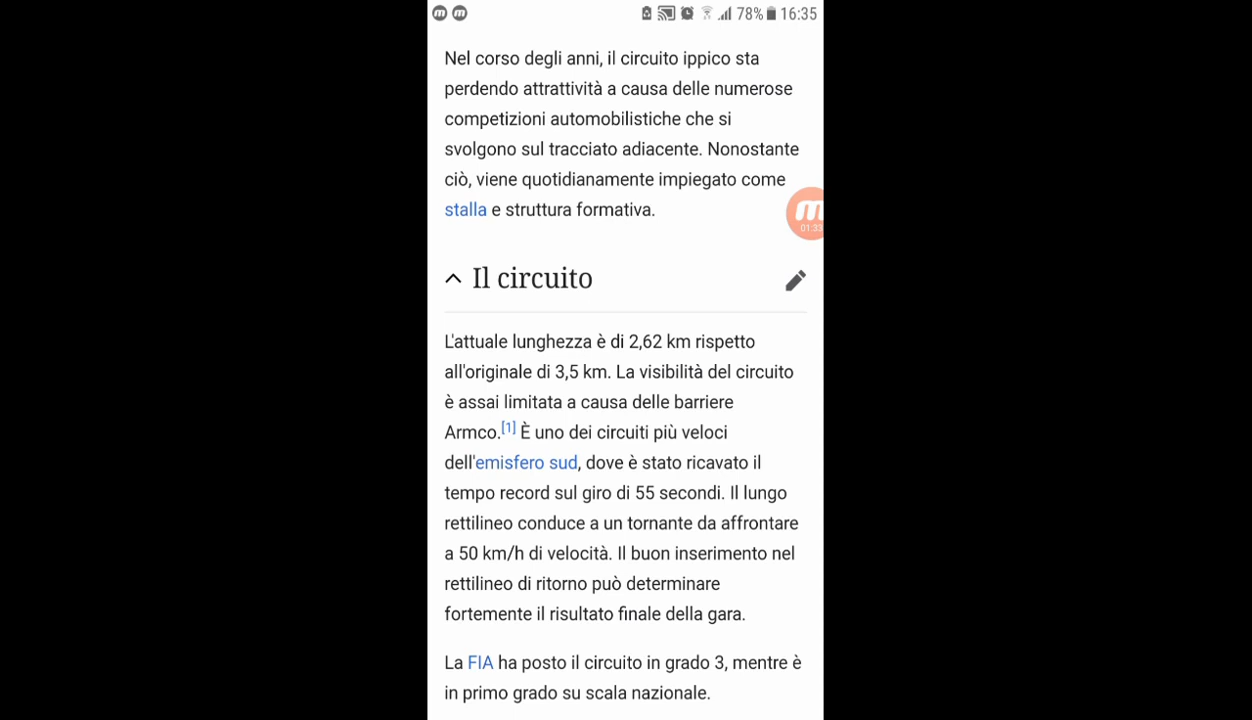 78% 16:35
Nel corso degli anni, il circuito ippico sta
perdendo attrattività a causa delle numerose
competizioni automobilistiche che si
svolgono sul tracciato adiacente. Nonostante
ciò, viene quotidianamente impiegato come
stalla e struttura formativa.
01:33
Il circuito
L'attuale lunghezza è di 2,62 km rispetto
all'originale di 3,5 km. La visibilità del circuito
è assai limitata a causa delle barriere
Armco.[1] È uno dei circuiti più veloci
dell'emisfero sud, dove è stato ricavato il
tempo record sul giro di 55 secondi. Il lungo
rettilineo conduce a un tornante da affrontare
a 50 km/h di velocità. Il buon inserimento nel
rettilineo di ritorno può determinare
fortemente il risultato finale della gara.
La FIA ha posto il circuito in grado 3, mentre è
in primo grado su scala nazionale.